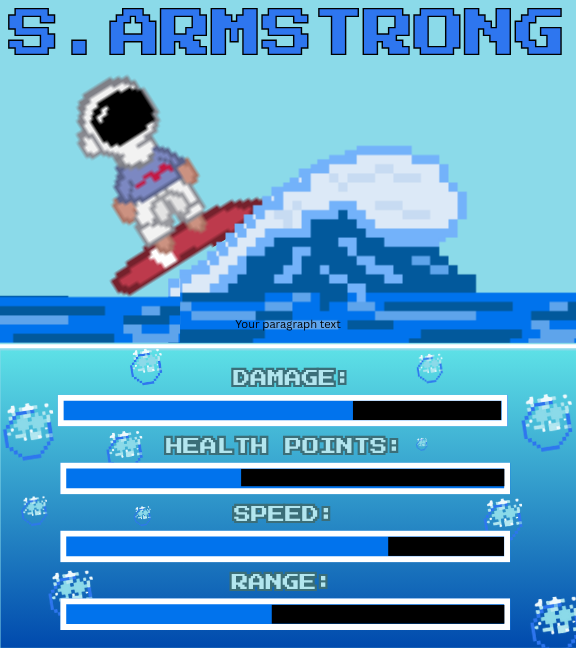 S.ARMSTRONG
Your paragraph text
DAMAGE:
HEALTH POINTS:
SPEED:
RANGE: